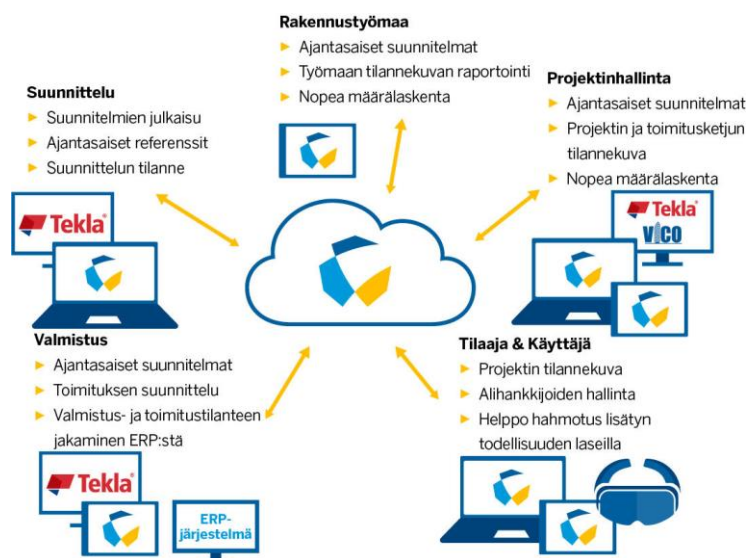 Rakennustyömaa
► Ajantasaiset suunnitelmat
► Työmaan tilannekuvan raportointi
► Nopea määrälaskenta
Suunnittelu
► Suunnitelmien julkaisu
► Ajantasaiset referenssit
► Suunnittelun tilanne
Tekla®
Projektinhallinta
► Ajantasaiset suunnitelmat
► Projektin ja toimitusketjun
tilannekuva
► Nopea määrälaskenta
Tekla®
VICO
Valmistus
► Ajantasaiset suunnitelmat
► Toimituksen suunnittelu
► Valmistus- ja toimitustilanteen
jakaminen ERP:stä
Tekla®
ERP-
järjestelmä
Tilaaja & Käyttäjä
► Projektin tilannekuva
► Alihankkijoiden hallinta
► Helppo hahmotus lisätyn
todellisuuden laseilla